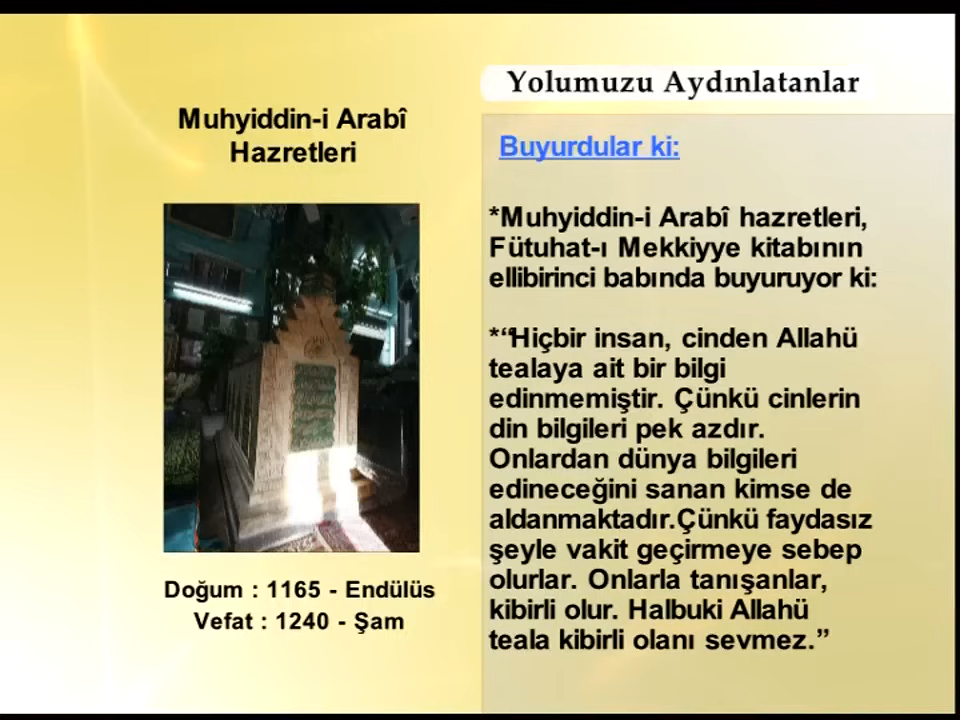 Yolumuzu Aydınlatanlar
Muhyiddin-i Arabî
Hazretleri
Doğum : 1165 - Endülüs
Vefat : 1240 - Şam
Buyurdular ki:
*Muhyiddin-i Arabî hazretleri,
Fütuhat-ı Mekkiyye kitabının
ellibirinci babında buyuruyor ki:
*“Hiçbir insan, cinden Allahü
tealaya ait bir bilgi
edinmemiştir. Çünkü cinlerin
din bilgileri pek azdır.
Onlardan dünya bilgileri
edineceğini sanan kimse de
aldanmaktadır.Çünkü faydasız
şeyle vakit geçirmeye sebep
olurlar. Onlarla tanışanlar,
kibirli olur. Halbuki Allahü
teala kibirli olanı sevmez.”